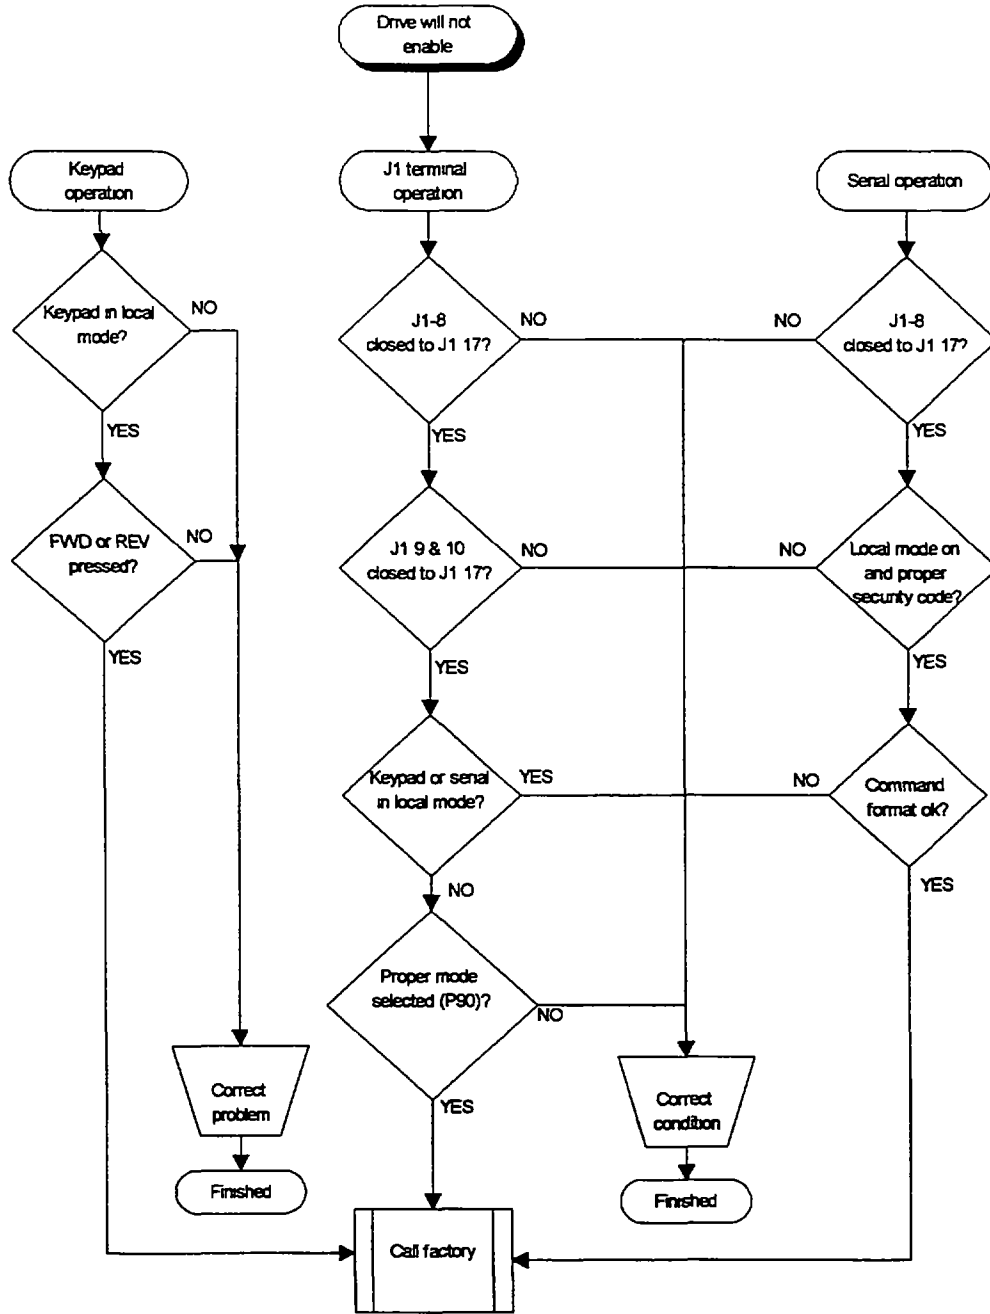 Drive will not
enable
Keypad
operation
J1 terminal
operation
Serial operation
Keypad in local
mode?
NO
YES
J1-8
closed to J1 17?
NO
YES
NO
J1-8
closed to J1 17?
YES
FWD or REV
pressed?
NO
YES
J1 9 & 10
closed to J1 17?
NO
YES
NO
Local mode on
and proper
security code?
YES
Keypad or serial
in local mode?
YES
NO
NO
Command
format ok?
YES
Proper mode
selected (P90)?
NO
YES
Correct
problem
Finished
Correct
condition
Finished
Call factory